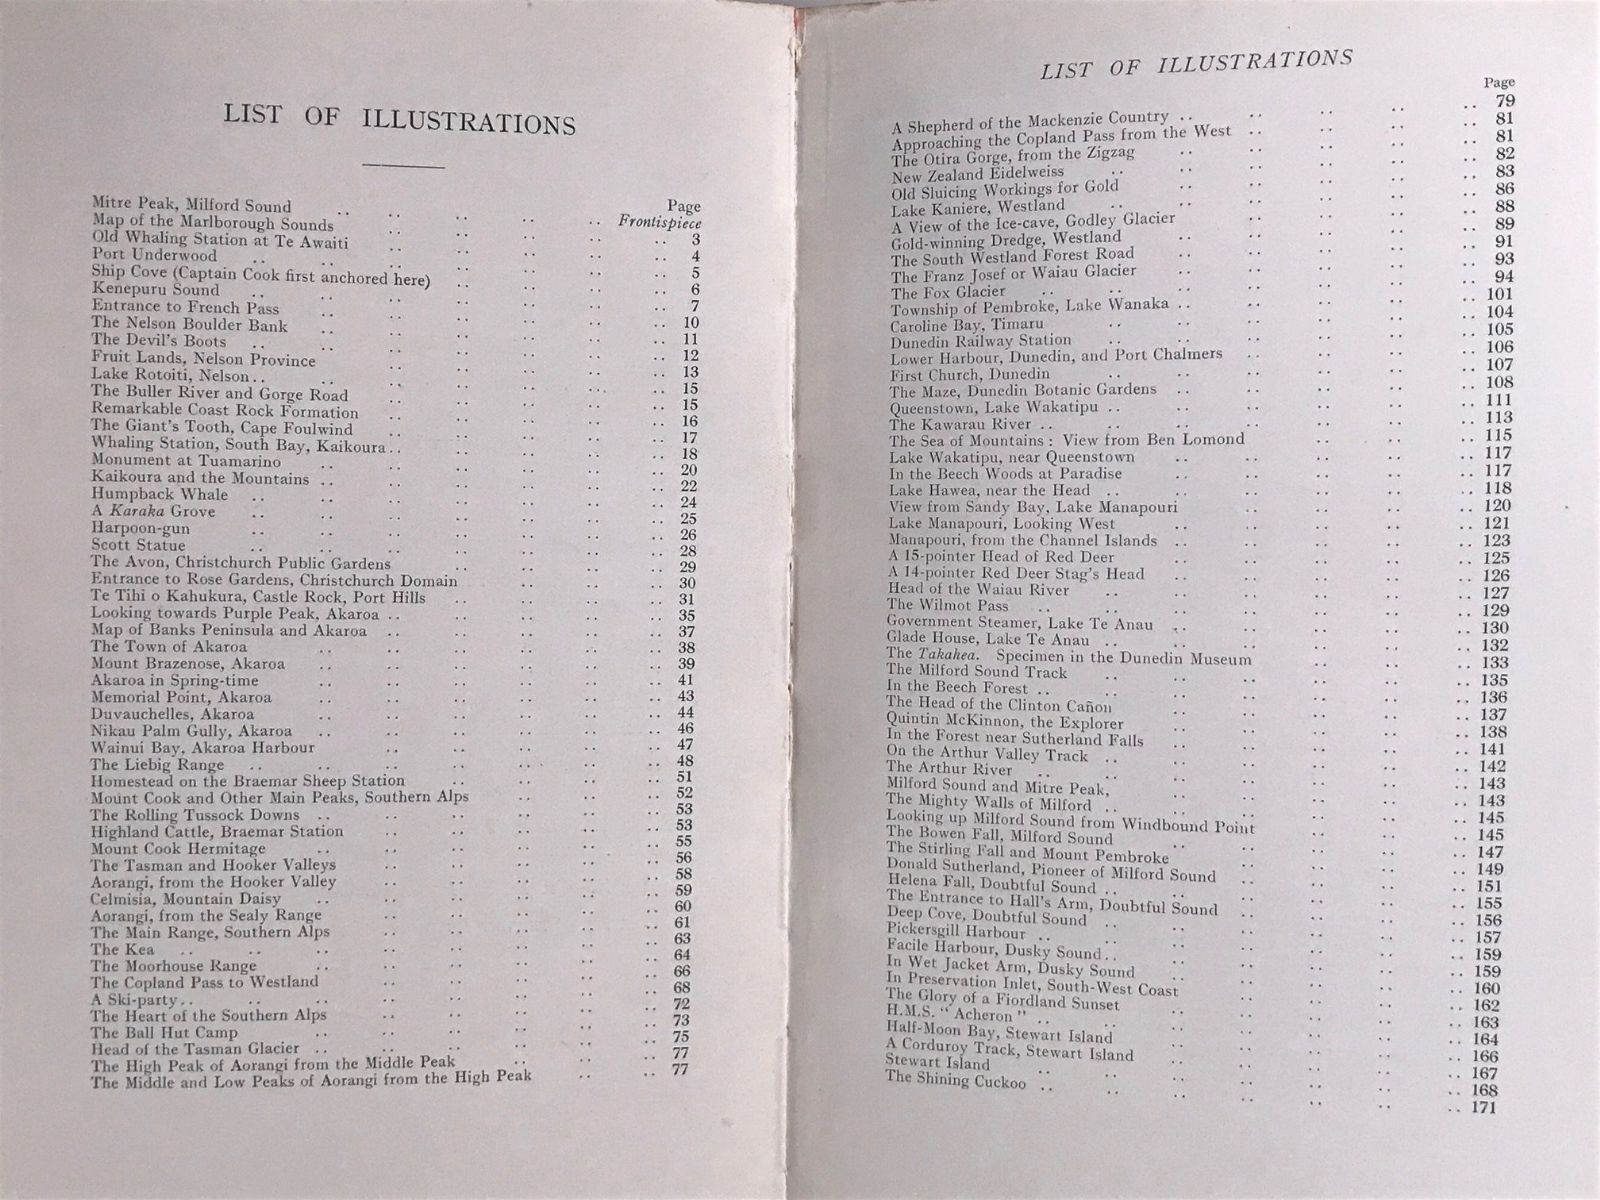 LIST OF ILLUSTRATIONS
Page
Mitre Peak, Milford Sound .. .. .. .. .. Frontispiece
Map of the Marlborough Sounds .. .. .. .. .. 3
Old Whaling Station at Te Awaiti .. .. .. .. .. 4
Port Underwood .. .. .. .. .. .. 5
Ship Cove (Captain Cook first anchored here) .. .. .. .. 6
Kenepuru Sound .. .. .. .. .. .. 7
Entrance to French Pass .. .. .. .. .. 10
The Nelson Boulder Bank .. .. .. .. .. 11
The Devil's Boots .. .. .. .. .. .. 12
Fruit Lands, Nelson Province .. .. .. .. .. 13
Lake Rotoiti, Nelson .. .. .. .. .. .. 15
The Buller River and Gorge Road .. .. .. .. .. 15
Remarkable Coast Rock Formation .. .. .. .. .. 16
The Giant's Tooth, Cape Foulwind .. .. .. .. .. 17
Whaling Station, South Bay, Kaikoura .. .. .. .. .. 18
Monument at Tuamarino .. .. .. .. .. .. 20
Kaikoura and the Mountains .. .. .. .. .. .. 22
Humpback Whale .. .. .. .. .. .. 24
A Karaka Grove .. .. .. .. .. .. 25
Harpoon-gun .. .. .. .. .. .. 26
Scott Statue .. .. .. .. .. .. 28
The Avon, Christchurch Public Gardens .. .. .. .. 29
Entrance to Rose Gardens, Christchurch Domain .. .. .. 30
Te Tihi o Kahukura, Castle Rock, Port Hills .. .. .. .. 31
Looking towards Purple Peak, Akaroa .. .. .. .. .. 35
Map of Banks Peninsula and Akaroa .. .. .. .. .. 37
The Town of Akaroa .. .. .. .. .. .. 38
Mount Brazenose, Akaroa .. .. .. .. .. .. 39
Akaroa in Spring-time .. .. .. .. .. .. 41
Memorial Point, Akaroa .. .. .. .. .. .. 43
Duvauchelles, Akaroa .. .. .. .. .. .. 44
Nikau Palm Gully, Akaroa .. .. .. .. .. .. 46
Wainui Bay, Akaroa Harbour .. .. .. .. .. 47
The Liebig Range .. .. .. .. .. .. .. 48
Homestead on the Braemar Sheep Station .. .. .. .. 51
Mount Cook and Other Main Peaks, Southern Alps .. .. .. 52
The Rolling Tussock Downs .. .. .. .. .. .. 53
Highland Cattle, Braemar Station .. .. .. .. .. 53
Mount Cook Hermitage .. .. .. .. .. .. 55
The Tasman and Hooker Valleys .. .. .. .. .. 56
Aorangi, from the Hooker Valley .. .. .. .. .. 58
Celmisia, Mountain Daisy .. .. .. .. .. .. 59
Aorangi, from the Sealy Range .. .. .. .. .. 60
The Main Range, Southern Alps .. .. .. .. .. 61
The Kea .. .. .. .. .. .. .. .. 63
The Moorhouse Range .. .. .. .. .. .. 64
The Copland Pass to Westland .. .. .. .. .. 66
A Ski-party .. .. .. .. .. .. .. .. 68
The Heart of the Southern Alps .. .. .. .. .. 72
The Ball Hut Camp .. .. .. .. .. .. 73
Head of the Tasman Glacier .. .. .. .. .. .. 75
The High Peak of Aorangi from the Middle Peak .. .. .. 77
The Middle and Low Peaks of Aorangi from the High Peak .. .. 77
LIST OF ILLUSTRATIONS
Page
A Shepherd of the Mackenzie Country .. .. .. .. .. 79
Approaching the Copland Pass from the West .. .. .. .. 81
The Otira Gorge, from the Zigzag .. .. .. .. .. 81
New Zealand Eidelweiss .. .. .. .. .. .. 82
Old Sluicing Workings for Gold .. .. .. .. .. 83
Lake Kaniere, Westland .. .. .. .. .. .. 86
A View of the Ice-cave, Godley Glacier .. .. .. .. 88
Gold-winning Dredge, Westland .. .. .. .. .. 89
The South Westland Forest Road .. .. .. .. .. 91
The Franz Josef or Waiau Glacier .. .. .. .. .. 93
The Fox Glacier .. .. .. .. .. .. .. 94
Township of Pembroke, Lake Wanaka .. .. .. .. .. 101
Caroline Bay, Timaru .. .. .. .. .. .. 104
Dunedin Railway Station .. .. .. .. .. .. 105
Lower Harbour, Dunedin, and Port Chalmers .. .. .. .. 106
First Church, Dunedin .. .. .. .. .. .. 107
The Maze, Dunedin Botanic Gardens .. .. .. .. .. 108
Queenstown, Lake Wakatipu .. .. .. .. .. .. 111
The Kawarau River .. .. .. .. .. .. .. 113
The Sea of Mountains : View from Ben Lomond .. .. .. 115
Lake Wakatipu, near Queenstown .. .. .. .. .. 117
In the Beech Woods at Paradise .. .. .. .. .. 117
Lake Hawea, near the Head .. .. .. .. .. .. 118
View from Sandy Bay, Lake Manapouri .. .. .. .. 120
Lake Manapouri, Looking West .. .. .. .. .. 121
Manapouri, from the Channel Islands .. .. .. .. .. 123
A 15-pointer Head of Red Deer .. .. .. .. .. 125
A 14-pointer Red Deer Stag's Head .. .. .. .. .. 126
Head of the Waiau River .. .. .. .. .. .. 127
The Wilmot Pass .. .. .. .. .. .. .. 129
Government Steamer, Lake Te Anau .. .. .. .. .. 130
Glade House, Lake Te Anau .. .. .. .. .. .. 132
The Takahea. Specimen in the Dunedin Museum .. .. .. 133
The Milford Sound Track .. .. .. .. .. .. 135
In the Beech Forest .. .. .. .. .. .. .. 136
The Head of the Clinton Cañon .. .. .. .. .. 137
Quintin McKinnon, the Explorer .. .. .. .. .. 138
In the Forest near Sutherland Falls .. .. .. .. .. 141
On the Arthur Valley Track .. .. .. .. .. .. 142
The Arthur River .. .. .. .. .. .. .. 143
Milford Sound and Mitre Peak, .. .. .. .. .. 143
The Mighty Walls of Milford .. .. .. .. .. .. 145
Looking up Milford Sound from Windbound Point .. .. .. 145
The Bowen Fall, Milford Sound .. .. .. .. .. 147
The Stirling Fall and Mount Pembroke .. .. .. .. 149
Donald Sutherland, Pioneer of Milford Sound .. .. .. .. 151
Helena Fall, Doubtful Sound .. .. .. .. .. .. 155
The Entrance to Hall's Arm, Doubtful Sound .. .. .. .. 156
Deep Cove, Doubtful Sound .. .. .. .. .. .. 157
Pickersgill Harbour .. .. .. .. .. .. .. 159
Facile Harbour, Dusky Sound .. .. .. .. .. .. 159
In Wet Jacket Arm, Dusky Sound .. .. .. .. .. 160
In Preservation Inlet, South-West Coast .. .. .. .. 162
The Glory of a Fiordland Sunset .. .. .. .. .. 163
H.M.S. " Acheron " .. .. .. .. .. .. .. 164
Half-Moon Bay, Stewart Island .. .. .. .. .. 166
A Corduroy Track, Stewart Island .. .. .. .. .. 167
Stewart Island .. .. .. .. .. .. .. 168
The Shining Cuckoo .. .. .. .. .. .. .. 171